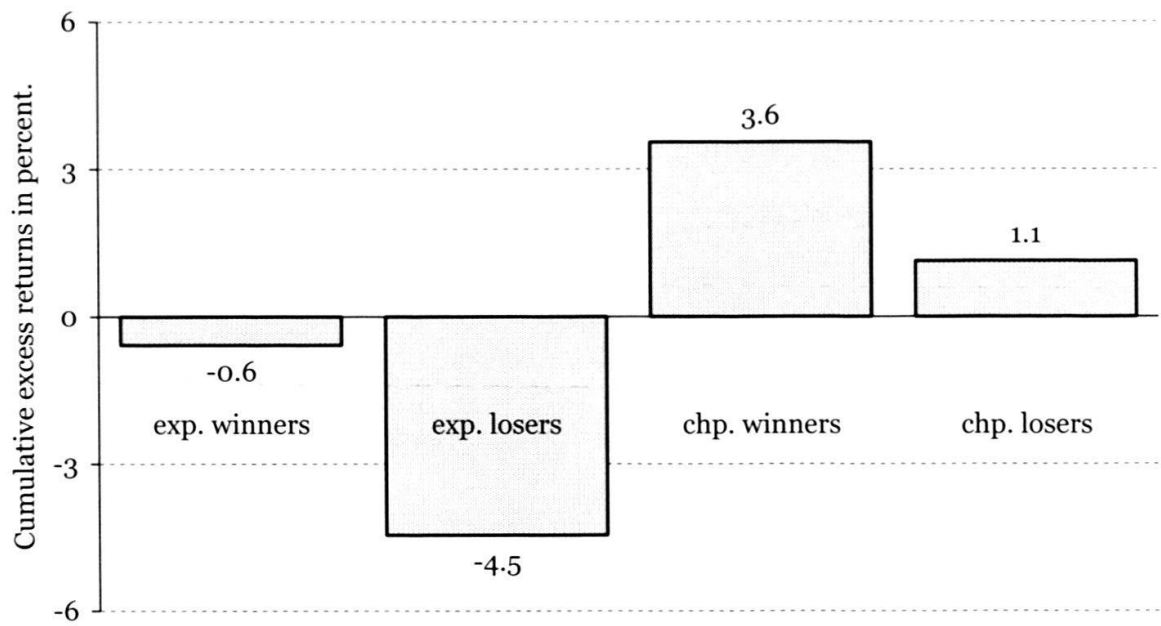 Cumulative excess returns in percent.
6
3
0
-3
-6
-0.6
-4.5
3.6
1.1
exp. winners
exp. losers
chp. winners
chp. losers